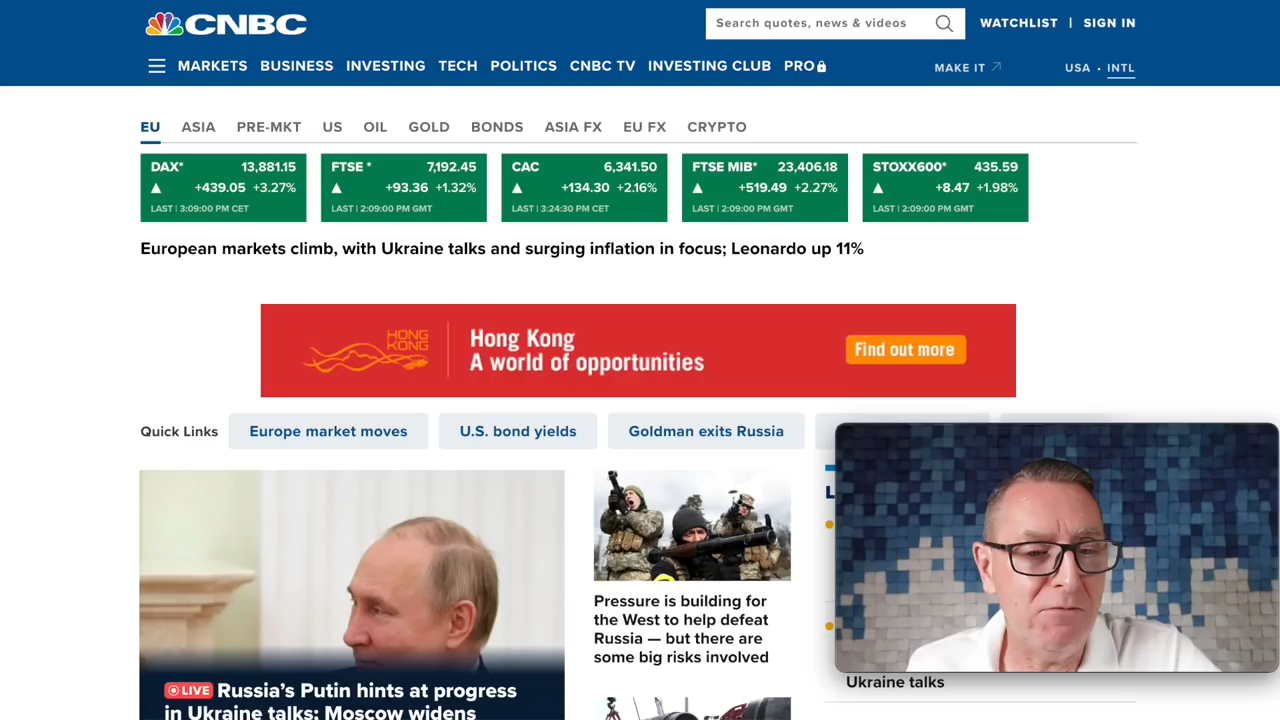 CNBC
Search quotes, news & videos
WATCHLIST | SIGN IN
MARKETS BUSINESS INVESTING TECH POLITICS CNBC TV INVESTING CLUB PRO
MAKE IT
USA • INTL
EU ASIA PRE-MKT US OIL GOLD BONDS ASIA FX EU FX CRYPTO
DAX* 13,881.15
+439.05 +3.27%
LAST | 3:09:00 PM CET
FTSE * 7,192.45
+93.36 +1.32%
LAST | 2:09:00 PM GMT
CAC 6,341.50
+134.30 +2.16%
LAST | 3:24:30 PM CET
FTSE MIB* 23,406.18
+519.49 +2.27%
LAST | 2:09:00 PM GMT
STOXX600* 435.59
+8.47 +1.98%
LAST | 2:09:00 PM GMT
European markets climb, with Ukraine talks and surging inflation in focus; Leonardo up 11%
HONG
KONG
Hong Kong
A world of opportunities
Find out more
Quick Links
Europe market moves
U.S. bond yields
Goldman exits Russia
LIVE Russia's Putin hints at progress
in Ukraine talks; Moscow widens
Pressure is building for
the West to help defeat
Russia — but there are
some big risks involved
Ukraine talks